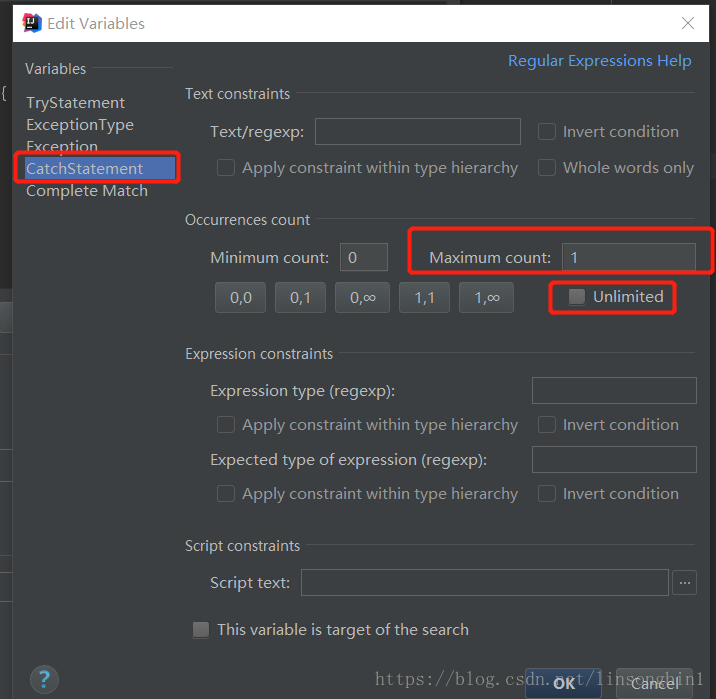 Edit Variables
Regular Expressions Help
Variables
TryStatement
ExceptionType
Exception
CatchStatement
Complete Match
Text constraints
Text/regexp:
Invert condition
Apply constraint within type hierarchy
Whole words only
Occurrences count
Minimum count: 0
Maximum count: 1
0,0
0,1
0,∞
1,1
1,∞
Unlimited
Expression constraints
Expression type (regexp):
Apply constraint within type hierarchy
Invert condition
Expected type of expression (regexp):
Apply constraint within type hierarchy
Invert condition
Script constraints
Script text:
...
This variable is target of the search
?
OK
Cancel
https://blog.csdn.net/linsongbin1
{
IJ